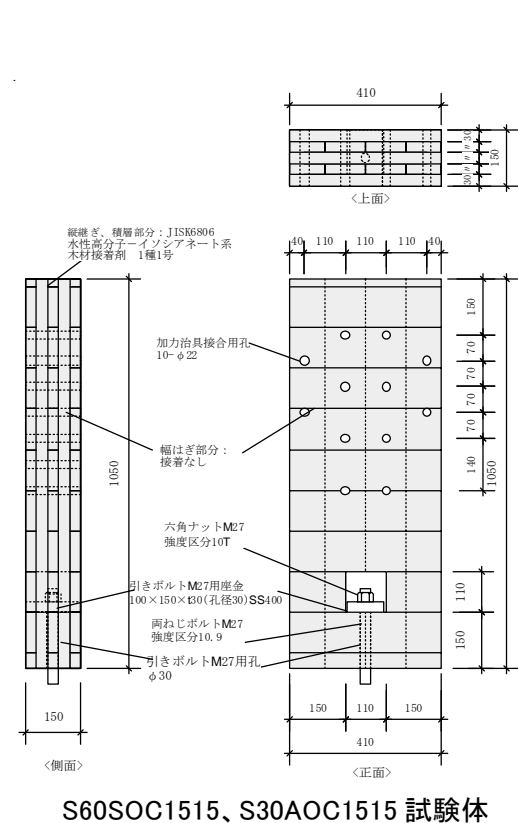 410
30
〃
〃
〃
30
150
〈上面〉
縦継ぎ、積層部分：JISK6806
水性高分子－イソシアネート系
木材接着剤　1種1号
40 110 110 110 40
加力治具接合用孔
10-φ22
150
70
70
70
70
140
1050
110
150
幅はぎ部分：
接着なし
1050
六角ナットM27
強度区分10T
引きボルトM27用座金
100×150×t30(孔径30)SS400
両ねじボルトM27
強度区分10.9
引きボルトM27用孔
φ30
150
〈側面〉
150 110 150
410
〈正面〉
S60SOC1515、S30AOC1515 試験体